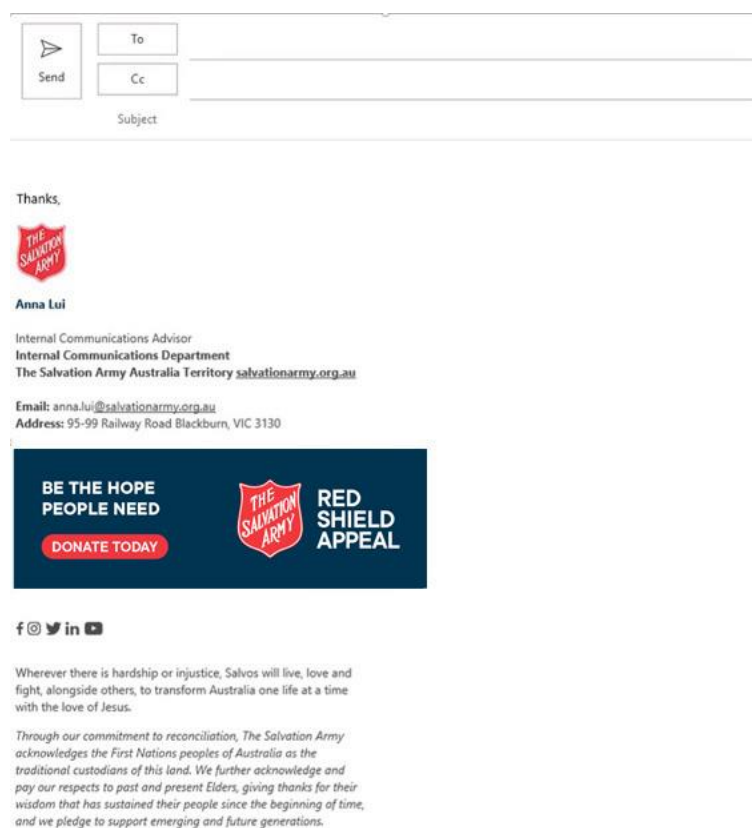 To
Send
Cc
Subject
Thanks,
THE
SALVATION
ARMY
Anna Lui
Internal Communications Advisor
Internal Communications Department
The Salvation Army Australia Territory salvationarmy.org.au
Email: anna.lui@salvationarmy.org.au
Address: 95-99 Railway Road Blackburn, VIC 3130
BE THE HOPE
PEOPLE NEED
DONATE TODAY
THE
SALVATION
ARMY
RED
SHIELD
APPEAL
Wherever there is hardship or injustice, Salvos will live, love and
fight, alongside others, to transform Australia one life at a time
with the love of Jesus.
Through our commitment to reconciliation, The Salvation Army
acknowledges the First Nations peoples of Australia as the
traditional custodians of this land. We further acknowledge and
pay our respects to past and present Elders, giving thanks for their
wisdom that has sustained their people since the beginning of time,
and we pledge to support emerging and future generations.